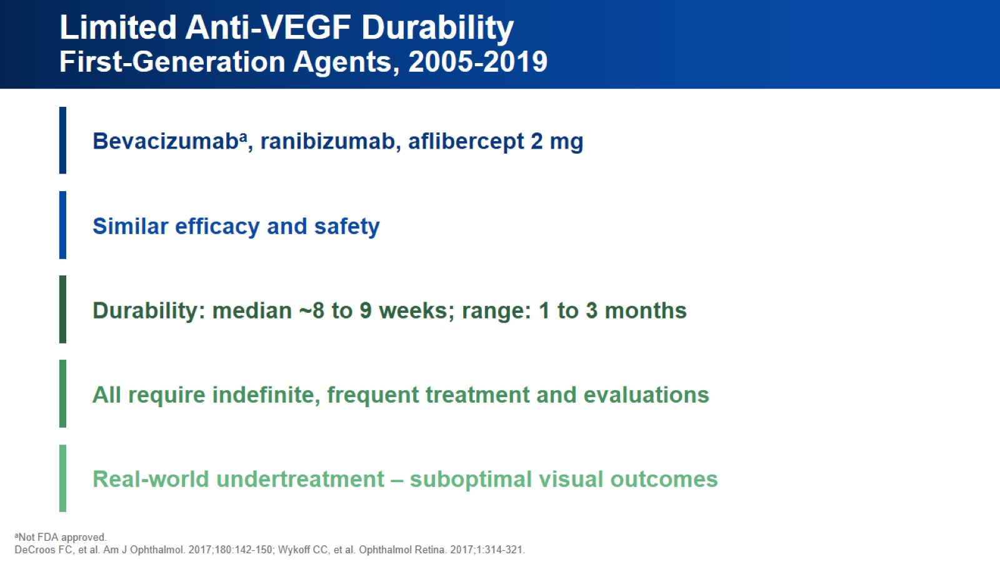 Limited Anti-VEGF Durability
First-Generation Agents, 2005-2019
Bevacizumabᵃ, ranibizumab, aflibercept 2 mg
Similar efficacy and safety
Durability: median ~8 to 9 weeks; range: 1 to 3 months
All require indefinite, frequent treatment and evaluations
Real-world undertreatment – suboptimal visual outcomes
ᵃNot FDA approved.
DeCroos FC, et al. Am J Ophthalmol. 2017;180:142-150; Wykoff CC, et al. Ophthalmol Retina. 2017;1:314-321.